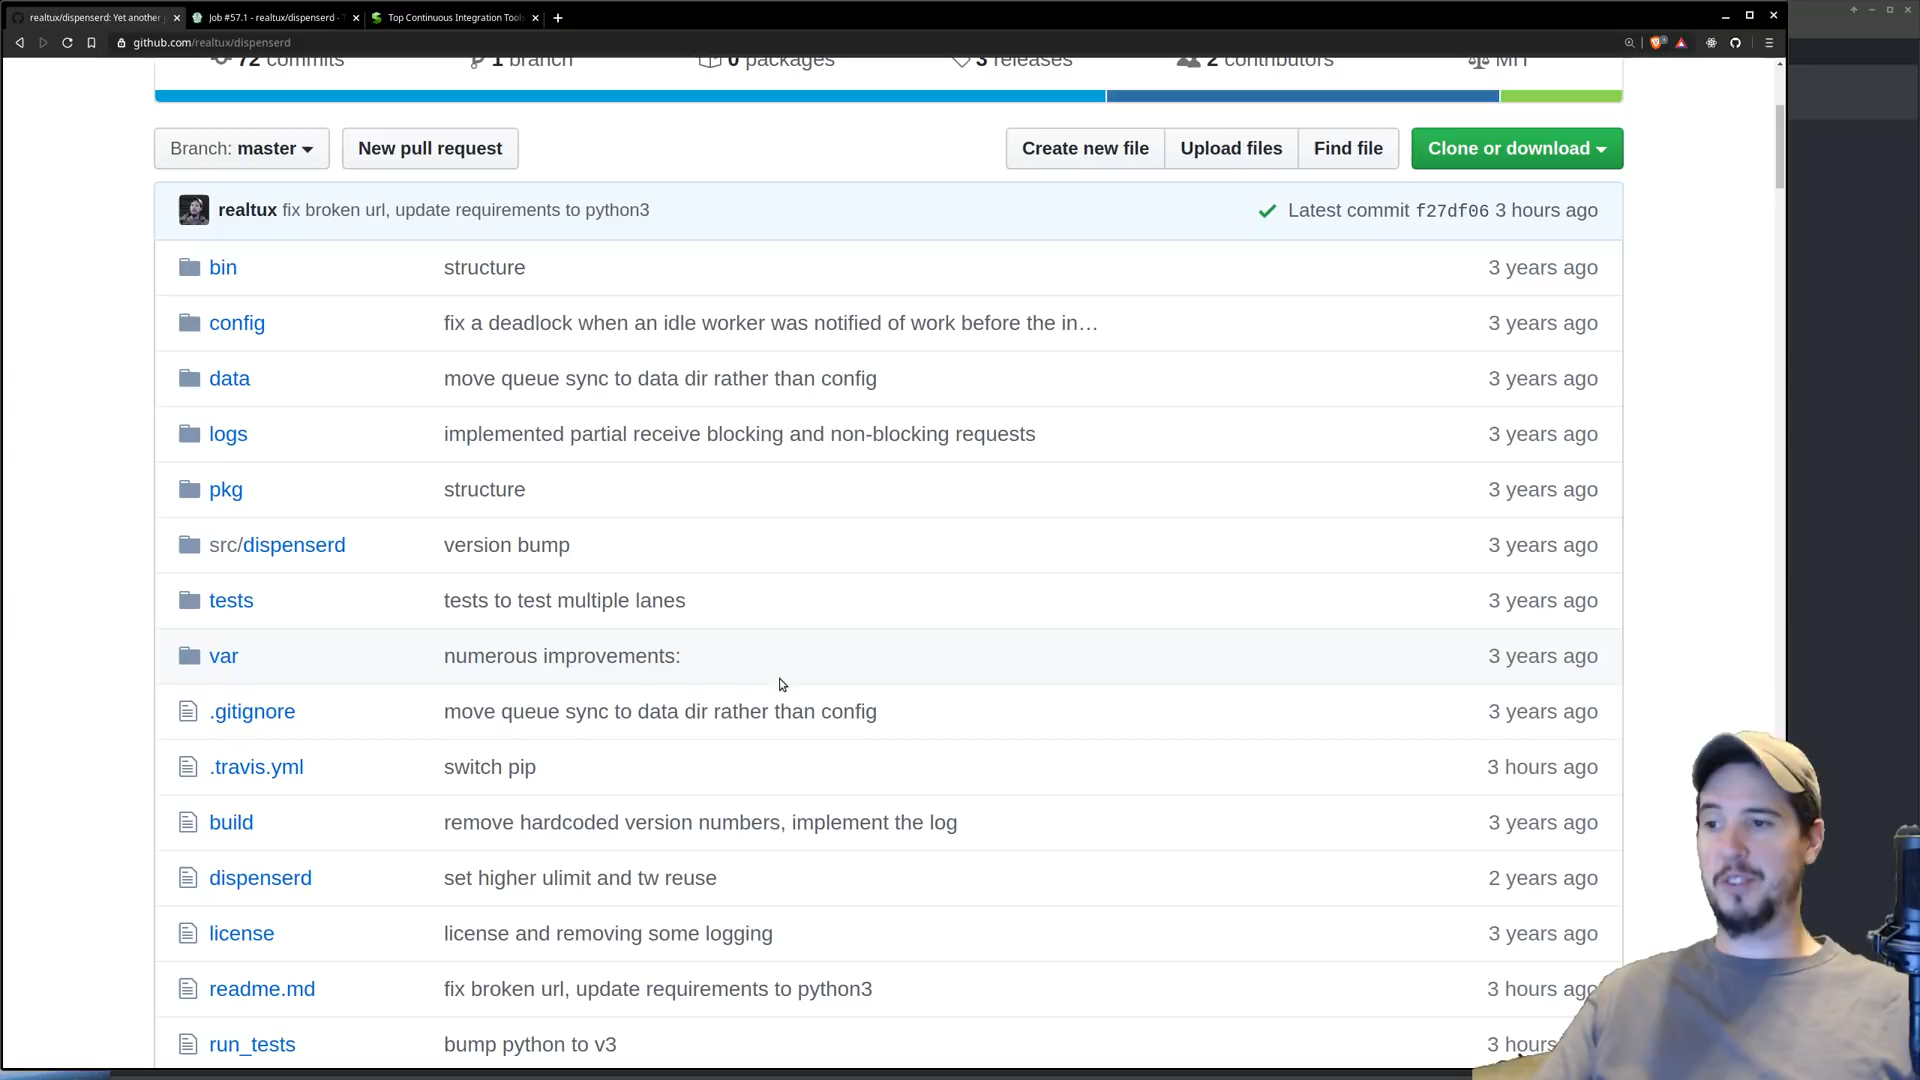 realtux/dispenserd: Yet another
Job #57.1 - realtux/dispenserd -
Top Continuous Integration Tools
github.com/realtux/dispenserd
72 commits
1 branch
0 packages
3 releases
2 contributors
MIT
Branch: master
New pull request
Create new file
Upload files
Find file
Clone or download
realtux fix broken url, update requirements to python3
Latest commit f27df06 3 hours ago
bin structure 3 years ago
config fix a deadlock when an idle worker was notified of work before the in… 3 years ago
data move queue sync to data dir rather than config 3 years ago
logs implemented partial receive blocking and non-blocking requests 3 years ago
pkg structure 3 years ago
src/dispenserd version bump 3 years ago
tests tests to test multiple lanes 3 years ago
var numerous improvements: 3 years ago
.gitignore move queue sync to data dir rather than config 3 years ago
.travis.yml switch pip 3 hours ago
build remove hardcoded version numbers, implement the log 3 years ago
dispenserd set higher ulimit and tw reuse 2 years ago
license license and removing some logging 3 years ago
readme.md fix broken url, update requirements to python3 3 hours ago
run_tests bump python to v3 3 hours